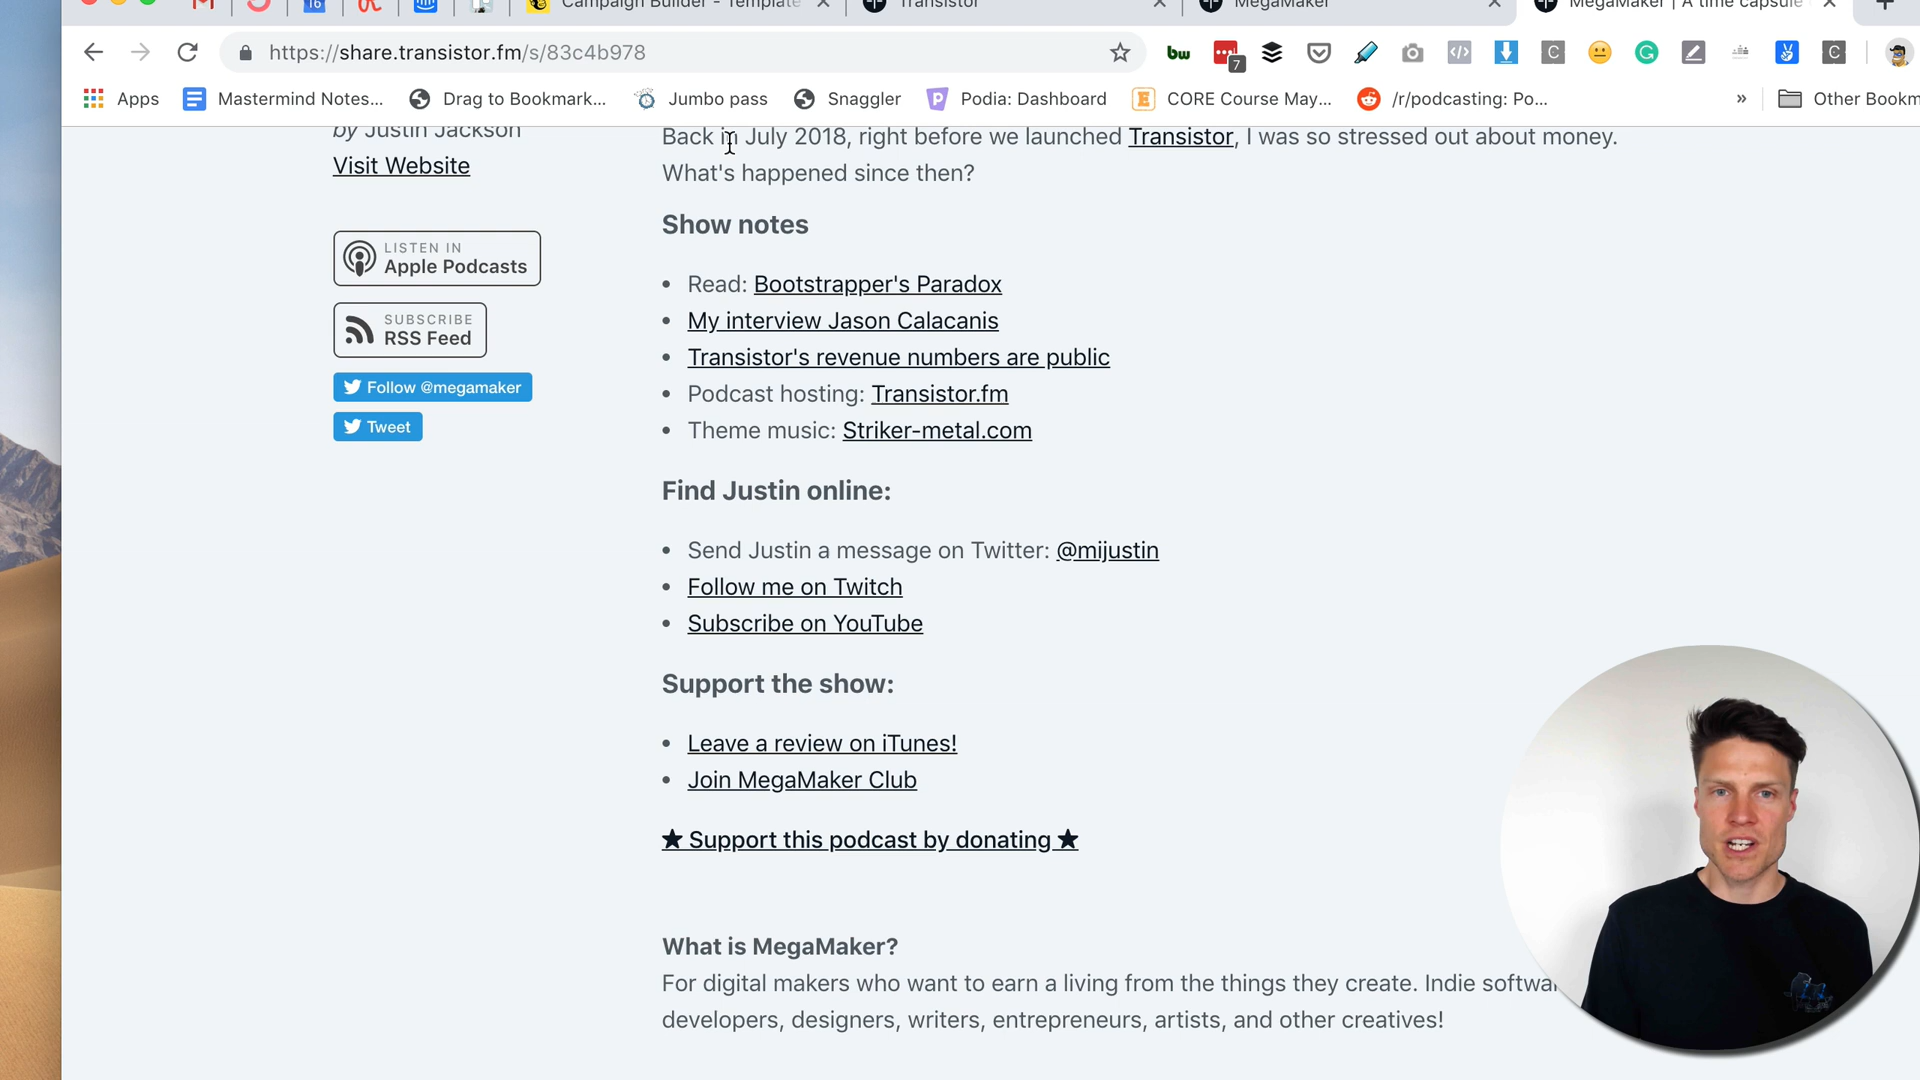 16
Campaign Builder - Template
Transistor
MegaMaker
MegaMaker | A time capsule
https://share.transistor.fm/s/83c4b978
bw
7
C
C
Apps
Mastermind Notes...
Drag to Bookmark...
Jumbo pass
Snaggler
Podia: Dashboard
CORE Course May...
/r/podcasting: Po...
»
Other Bookm
by Justin Jackson
Visit Website
LISTEN IN
Apple Podcasts
SUBSCRIBE
RSS Feed
Follow @megamaker
Tweet
Back in July 2018, right before we launched Transistor, I was so stressed out about money.
What's happened since then?
Show notes
• Read: Bootstrapper's Paradox
• My interview Jason Calacanis
• Transistor's revenue numbers are public
• Podcast hosting: Transistor.fm
• Theme music: Striker-metal.com
Find Justin online:
• Send Justin a message on Twitter: @mijustin
• Follow me on Twitch
• Subscribe on YouTube
Support the show:
• Leave a review on iTunes!
• Join MegaMaker Club
★ Support this podcast by donating ★
What is MegaMaker?
For digital makers who want to earn a living from the things they create. Indie softwa
developers, designers, writers, entrepreneurs, artists, and other creatives!